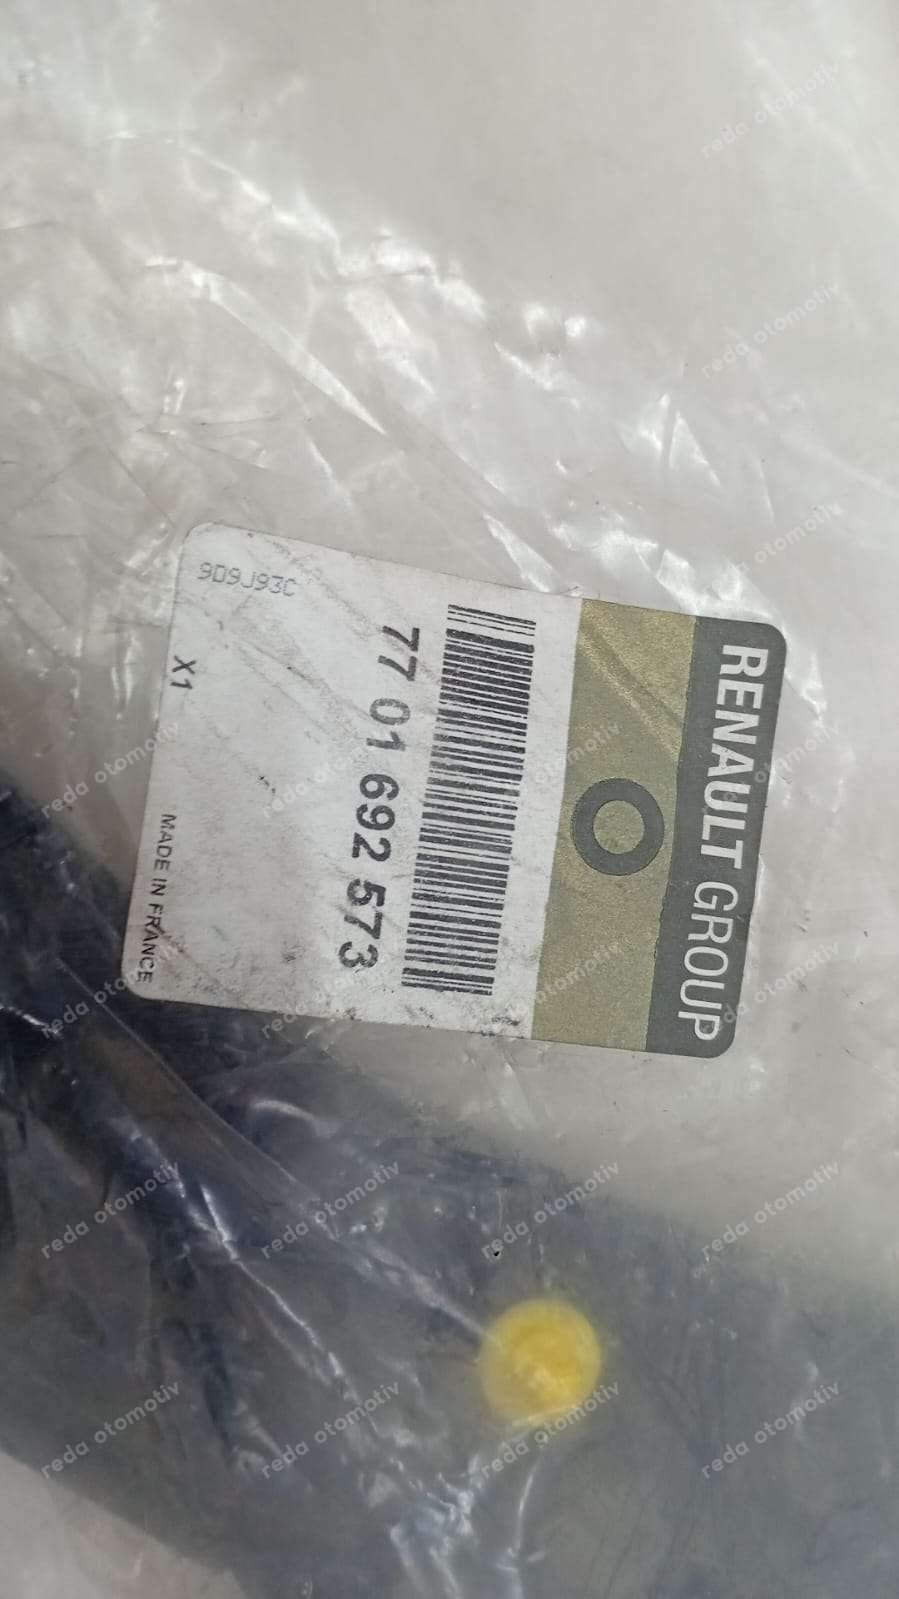 RENAULT GROUP
77 01 692 573
9D9J93C
X1
MADE IN FRANCE
reda otomotiv